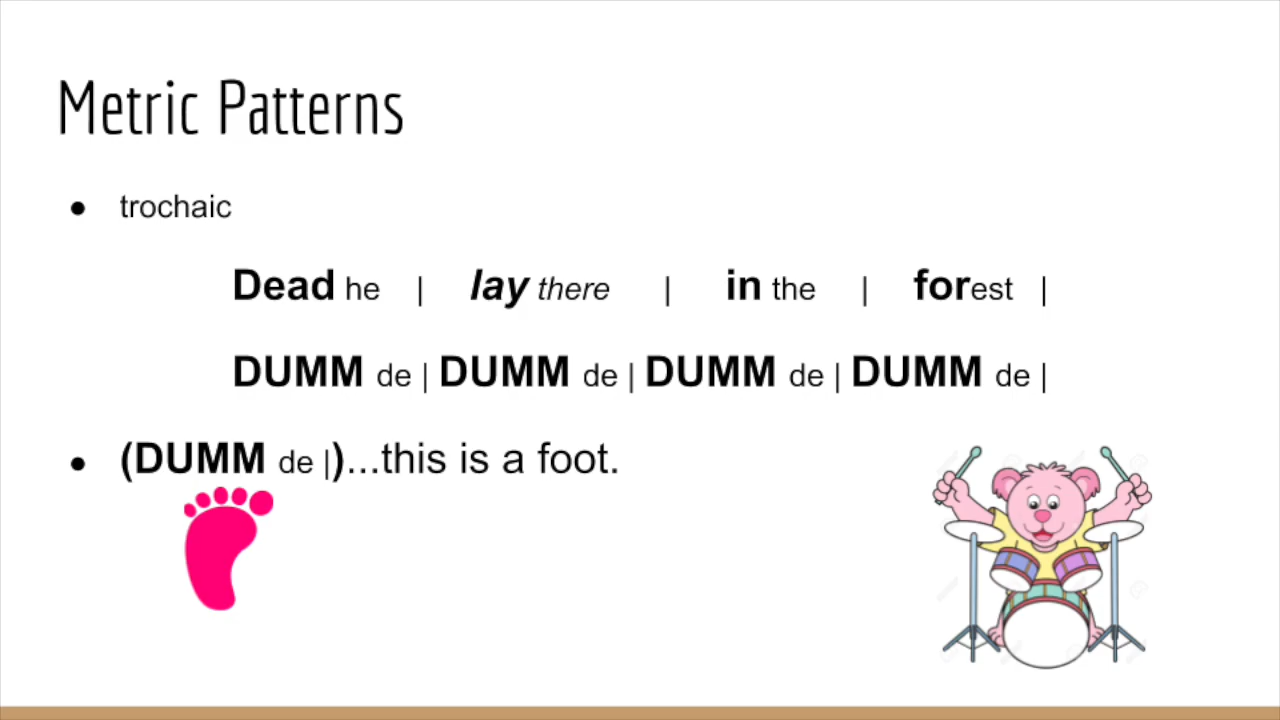 Metric Patterns
● trochaic
Dead he | lay there | in the | forest |
DUMM de | DUMM de | DUMM de | DUMM de |
● (DUMM de |)...this is a foot.